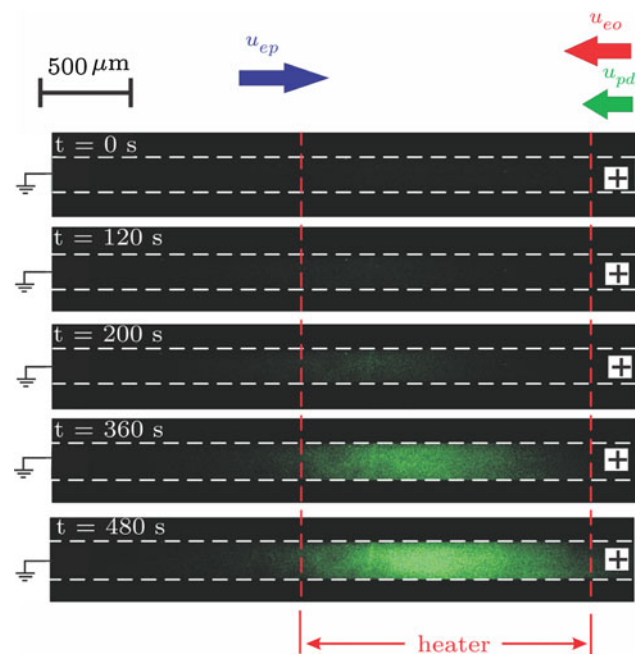 u_ep
u_eo
500 μm
u_pd
t = 0 s
+
t = 120 s
+
t = 200 s
+
t = 360 s
+
t = 480 s
+
heater